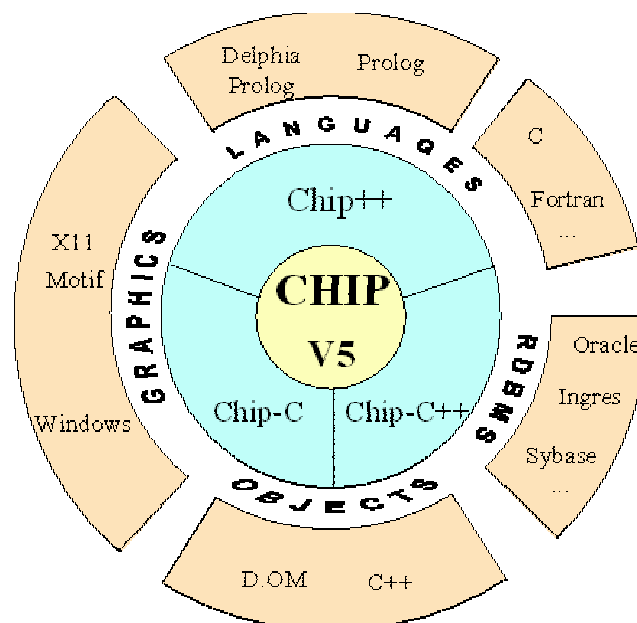 Delphia
Prolog
Prolog
C
Fortran
...
LANGUAGES
Chip++
X11
Motif
Windows
GRAPHICS
CHIP
V5
RDBMS
Oracle
Ingres
Sybase
...
Chip-C
Chip-C++
OBJECTS
D.OM
C++